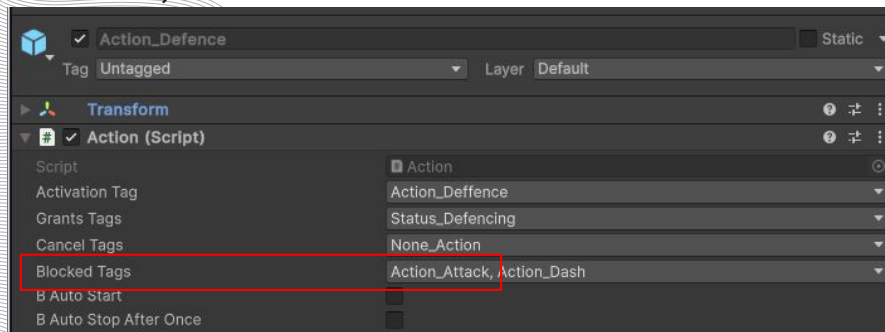 Action_Defence Static
Tag Untagged Layer Default
Transform
# Action (Script)
Script Action
Activation Tag Action_Deffence
Grants Tags Status_Defencing
Cancel Tags None_Action
Blocked Tags Action_Attack, Action_Dash
B Auto Start
B Auto Stop After Once